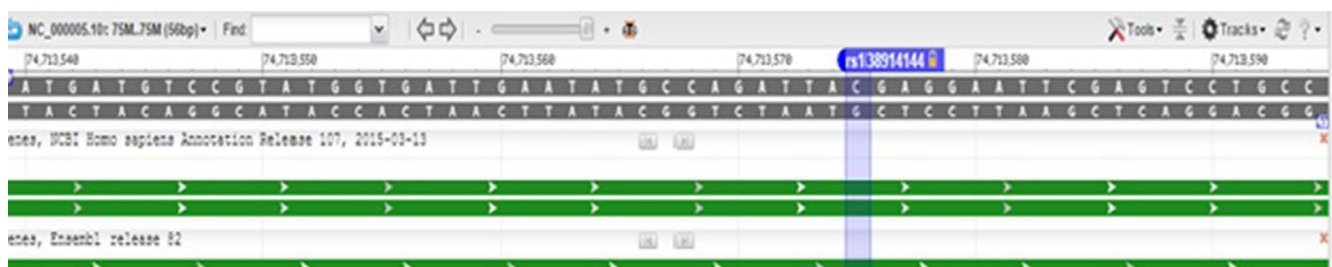 NC_000005.10: 75M..75M (56bp) Find: - + Tools Tracks ?
74,713,540 74,713,550 74,713,560 74,713,570 rs138914144 74,713,580 74,713,590
A T G A T G T C C G T A T G G T G A T T G A A T A T G C C A G A T T A C G A G G A A T T C G A G T C C T G C C
T A C T A C A G G C A T A C C A C T A A C T T A T A C G G T C T A A T G C T C C T T A A G C T C A G G A C G G
enes, NCBI Homo sapiens Annotation Release 107, 2015-03-13 X
enes, Ensembl release 82 X